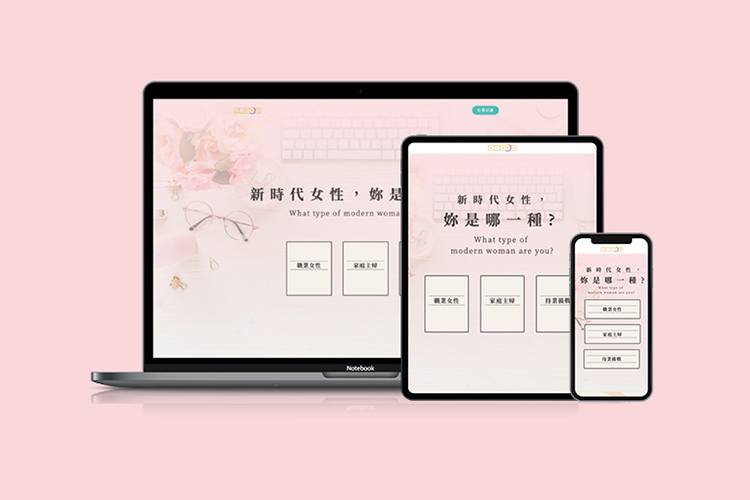 新時代女性，妳是
What type of modern woma
職業女性
家庭主婦
Notebook
新時代女性，
妳是哪一種？
What type of
modern woman are you?
職業女性
家庭主婦
待業備戰
新時代女性，
妳是哪一種？
What type of
modern woman are you?
職業女性
家庭主婦
待業備戰